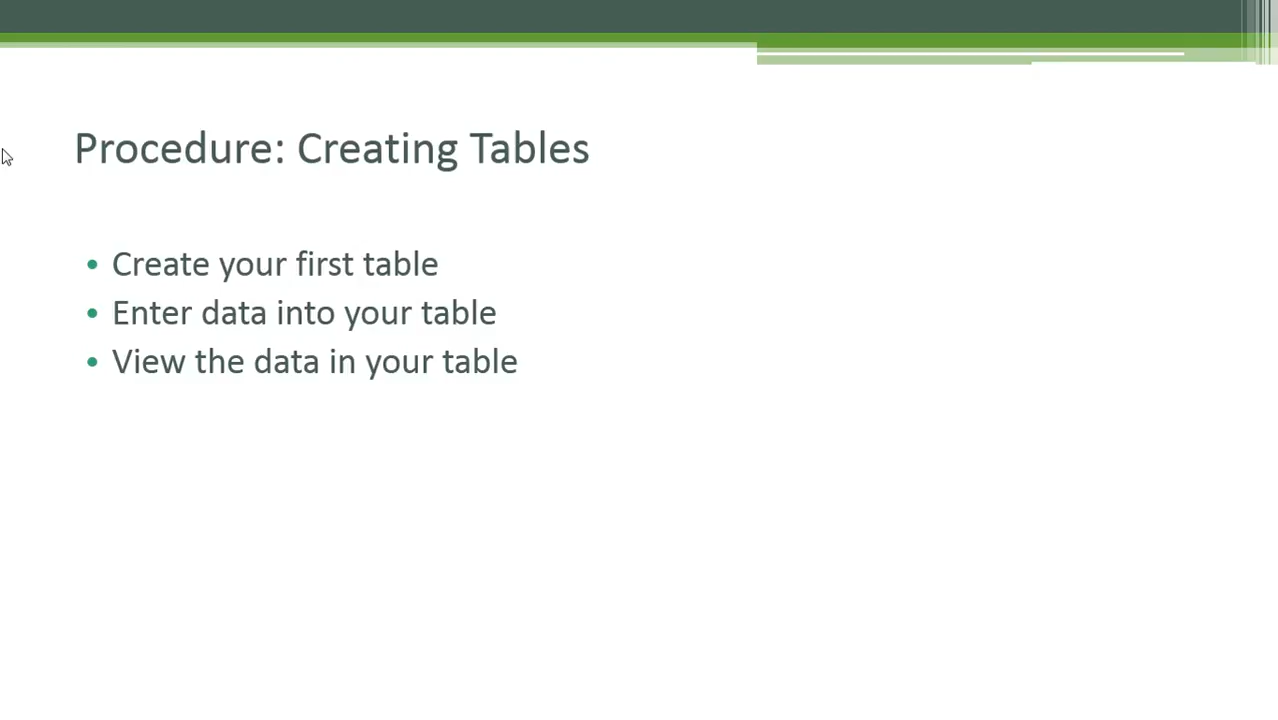 Procedure: Creating Tables
• Create your first table
• Enter data into your table
• View the data in your table